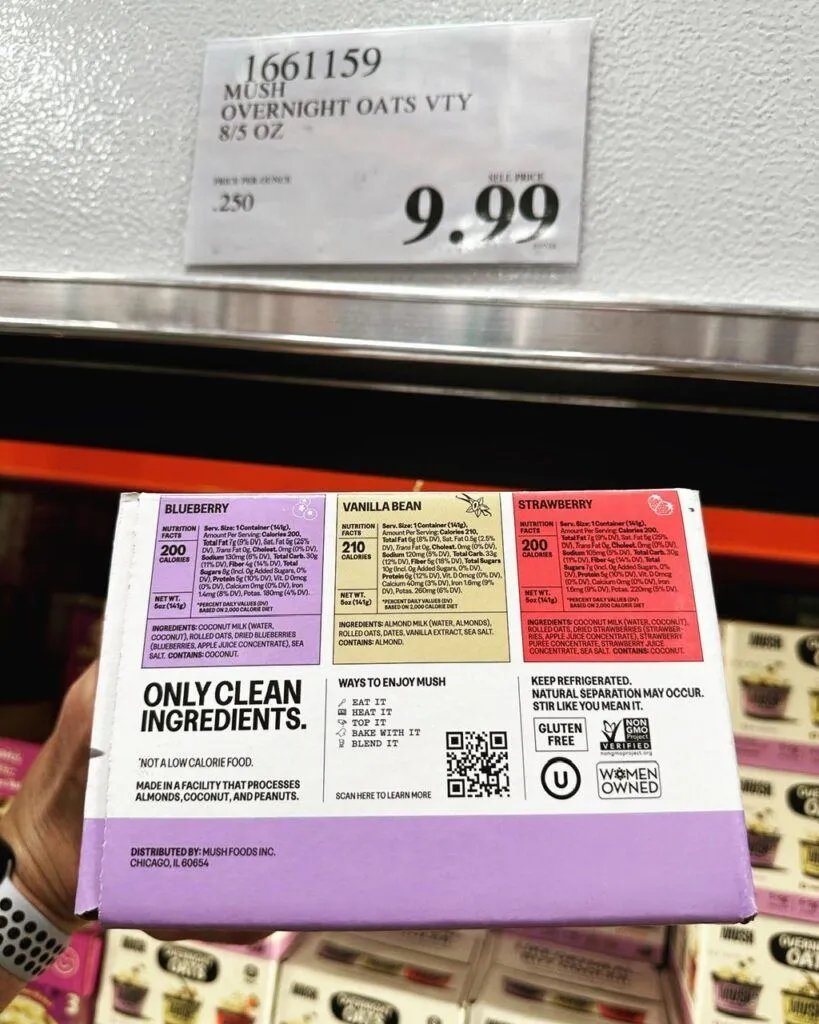 1661159
MUSH
OVERNIGHT OATS VTY
8/5 OZ
PRICE PER OUNCE
SELL PRICE
.250
9.99
BLUEBERRY
NUTRITION
FACTS
200
CALORIES
NET WT.
5oz (141g)
Serv. Size: 1 Container (141g),
Amount Per Serving: Calories 200,
Total Fat 7g (9% DV), Sat. Fat 5g (25%
DV), Trans Fat 0g, Cholest. 0mg (0% DV),
Sodium 130mg (6% DV), Total Carb. 30g
(11% DV), Fiber 4g (14% DV), Total
Sugars 8g (Incl. 0g Added Sugars, 0%
DV), Protein 5g (10% DV), Vit. D 0mcg
(0% DV), Calcium 0mg (0% DV), Iron
1.4mg (8% DV), Potas. 180mg (4% DV).
*PERCENT DAILY VALUES (DV)
BASED ON 2,000 CALORIE DIET
INGREDIENTS: COCONUT MILK (WATER,
COCONUT), ROLLED OATS, DRIED BLUEBERRIES
(BLUEBERRIES, APPLE JUICE CONCENTRATE), SEA
SALT. CONTAINS: COCONUT.
VANILLA BEAN
NUTRITION
FACTS
210
CALORIES
NET WT.
5oz (141g)
Serv. Size: 1 Container (141g),
Amount Per Serving: Calories 210,
Total Fat 6g (8% DV), Sat. Fat 0.5g (2.5%
DV), Trans Fat 0g, Cholest. 0mg (0% DV),
Sodium 120mg (5% DV), Total Carb. 33g
(12% DV), Fiber 5g (18% DV), Total Sugars
10g (Incl. 0g Added Sugars, 0% DV),
Protein 6g (12% DV), Vit. D 0mcg (0% DV),
Calcium 40mg (3% DV), Iron 1.6mg (9%
DV), Potas. 260mg (6% DV).
*PERCENT DAILY VALUES (DV)
BASED ON 2,000 CALORIE DIET
INGREDIENTS: ALMOND MILK (WATER, ALMONDS),
ROLLED OATS, DATES, VANILLA EXTRACT, SEA SALT.
CONTAINS: ALMOND.
STRAWBERRY
NUTRITION
FACTS
200
CALORIES
NET WT.
5oz (141g)
Serv. Size: 1 Container (141g),
Amount Per Serving: Calories 200,
Total Fat 7g (9% DV), Sat. Fat 5g (25%
DV), Trans Fat 0g, Cholest. 0mg (0% DV),
Sodium 105mg (5% DV), Total Carb. 30g
(11% DV), Fiber 4g (14% DV), Total
Sugars 7g (Incl. 0g Added Sugars, 0%
DV), Protein 5g (10% DV), Vit. D 0mcg
(0% DV), Calcium 0mg (0% DV), Iron
1.6mg (9% DV), Potas. 220mg (5% DV).
*PERCENT DAILY VALUES (DV)
BASED ON 2,000 CALORIE DIET
INGREDIENTS: COCONUT MILK (WATER, COCONUT),
ROLLED OATS, DRIED STRAWBERRIES (STRAWBER-
RIES, APPLE JUICE CONCENTRATE), STRAWBERRY
PUREE CONCENTRATE, STRAWBERRY JUICE
CONCENTRATE, SEA SALT. CONTAINS: COCONUT.
ONLY CLEAN
INGREDIENTS.
*NOT A LOW CALORIE FOOD.
MADE IN A FACILITY THAT PROCESSES
ALMONDS, COCONUT, AND PEANUTS.
WAYS TO ENJOY MUSH
EAT IT
HEAT IT
TOP IT
BAKE WITH IT
BLEND IT
SCAN HERE TO LEARN MORE
KEEP REFRIGERATED.
NATURAL SEPARATION MAY OCCUR.
STIR LIKE YOU MEAN IT.
GLUTEN
FREE
NON
GMO
Project
VERIFIED
nongmoproject.org
U
WOMEN
OWNED
DISTRIBUTED BY: MUSH FOODS INC.
CHICAGO, IL 60654
MUSH
OVERNIGHT
OATS
MUSH
3